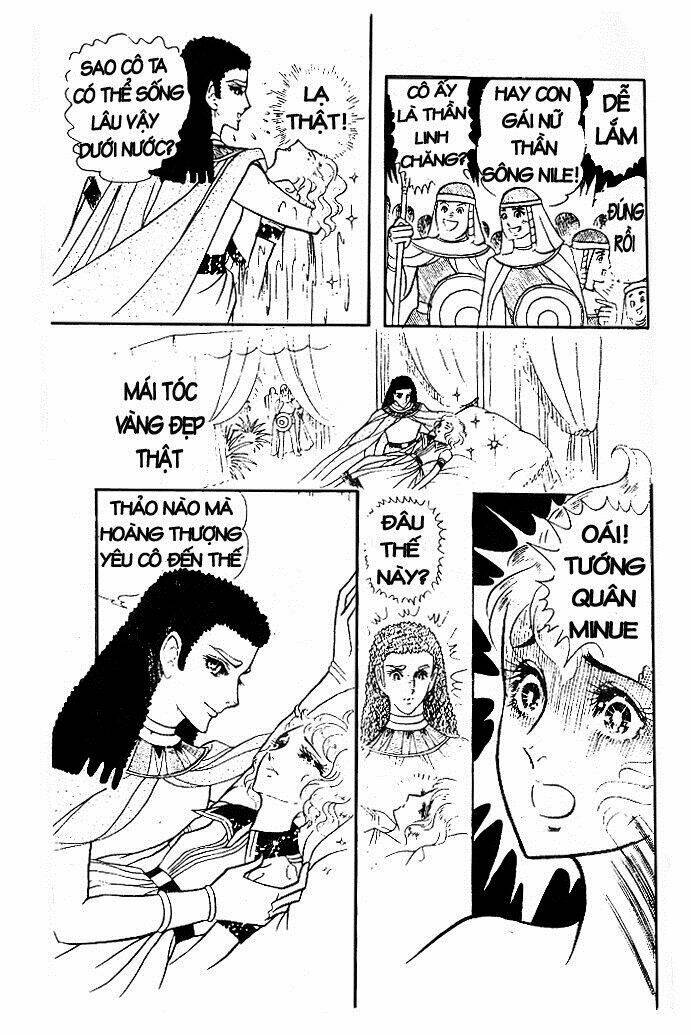 DỄ
LẮM
ĐÚNG
RỒI
HAY CON
GÁI NỮ
THẦN
SÔNG NILE!
CÔ ẤY
LÀ THẦN
LINH
CHĂNG?
LẠ
THẬT!
SAO CÔ TA
CÓ THỂ SỐNG
LÂU VẬY
DƯỚI NƯỚC?
MÁI TÓC
VÀNG ĐẸP
THẬT
OÁI!
TƯỚNG
QUÂN
MINUE
ĐÂU
THẾ
NÀY?
THẢO NÀO MÀ
HOÀNG THƯỢNG
YÊU CÔ ĐẾN THẾ